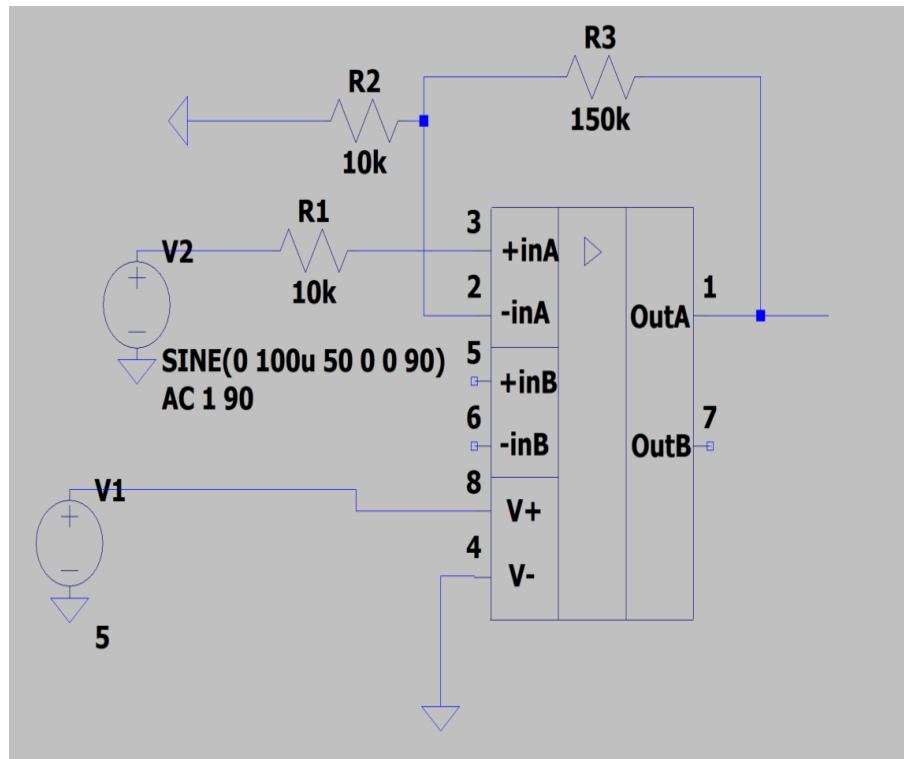 R3
150k
R2
10k
R1
10k
V2
SINE(0 100u 50 0 0 90)
AC 1 90
V1
5
3
+inA
2
-inA
5
+inB
6
-inB
8
V+
4
V-
1
OutA
7
OutB